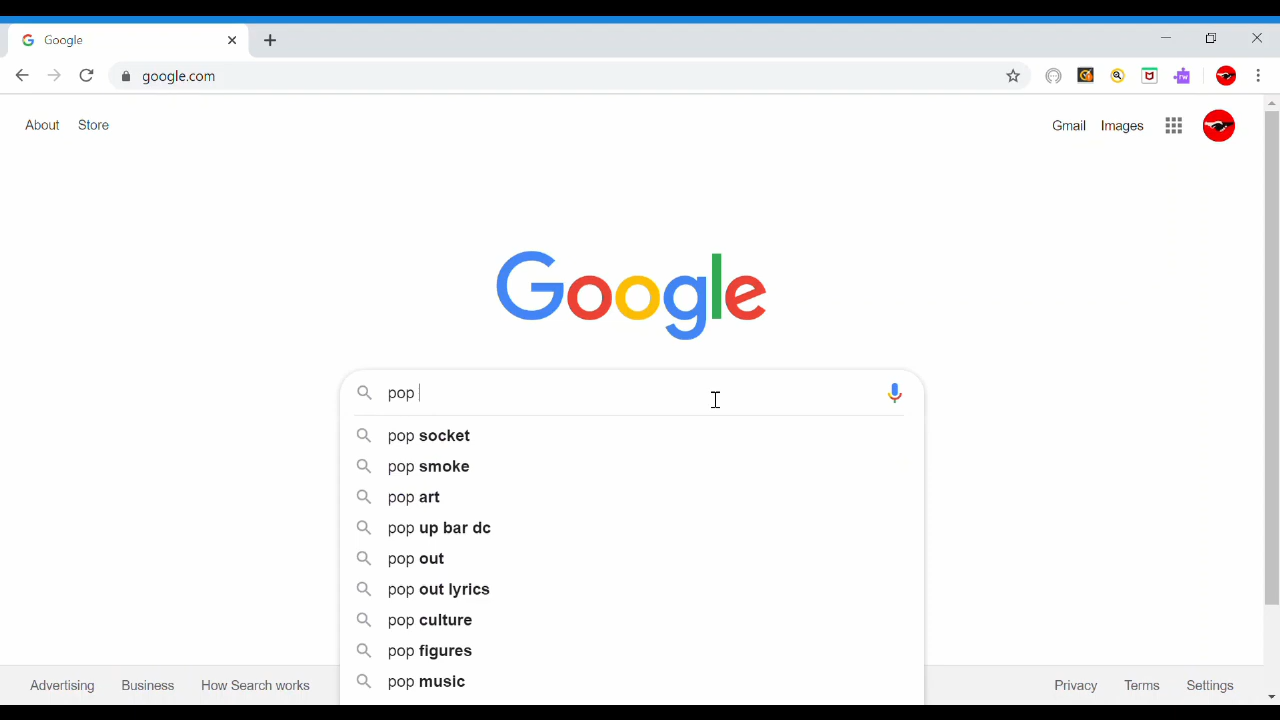 Google
google.com
About Store
Gmail Images
Google
pop
pop socket
pop smoke
pop art
pop up bar dc
pop out
pop out lyrics
pop culture
pop figures
pop music
Advertising Business How Search works
Privacy Terms Settings